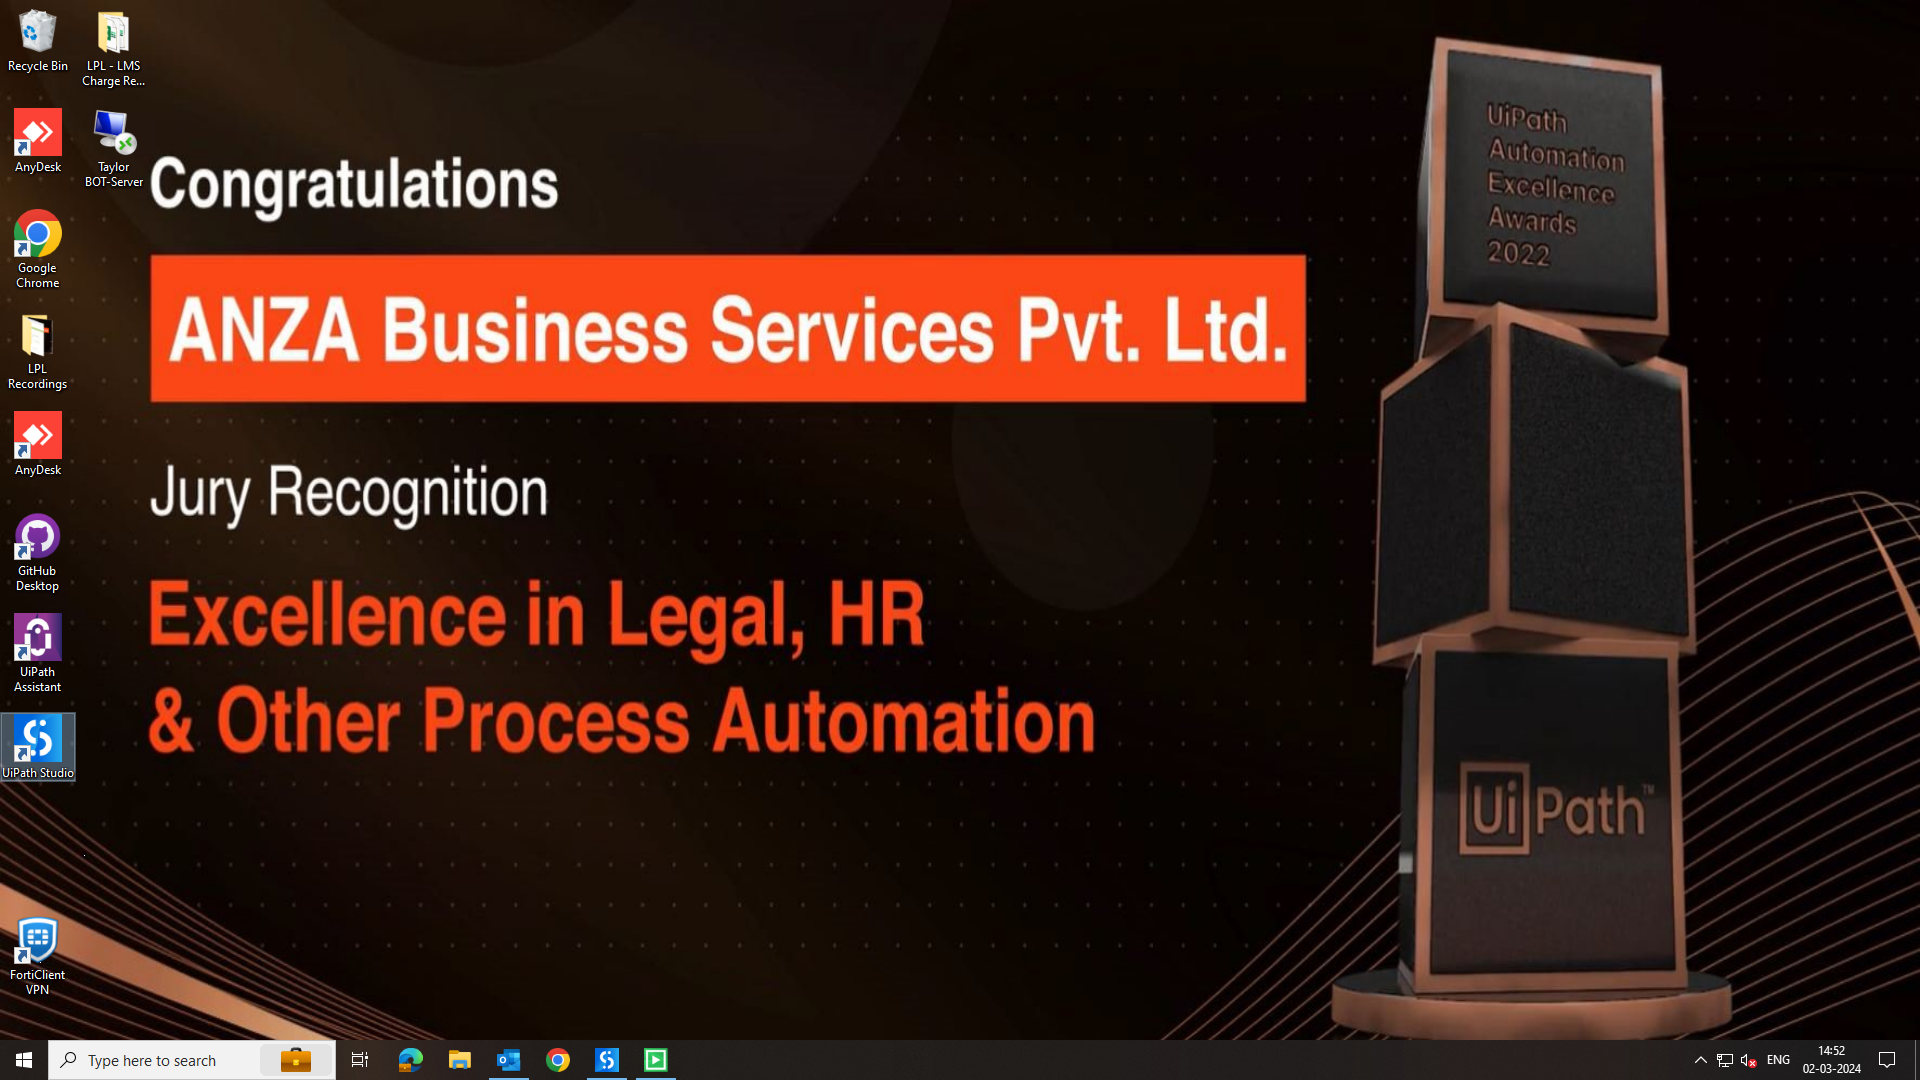 Recycle Bin
LPL - LMS
Charge Re...
AnyDesk
Taylor
BOT-Server
Google
Chrome
LPL
Recordings
AnyDesk
GitHub
Desktop
UiPath
Assistant
UiPath Studio
FortiClient
VPN
Congratulations
ANZA Business Services Pvt. Ltd.
Jury Recognition
Excellence in Legal, HR
& Other Process Automation
UiPath
Automation
Excellence
Awards
2022
UiPath™
Type here to search
ENG
14:52
02-03-2024